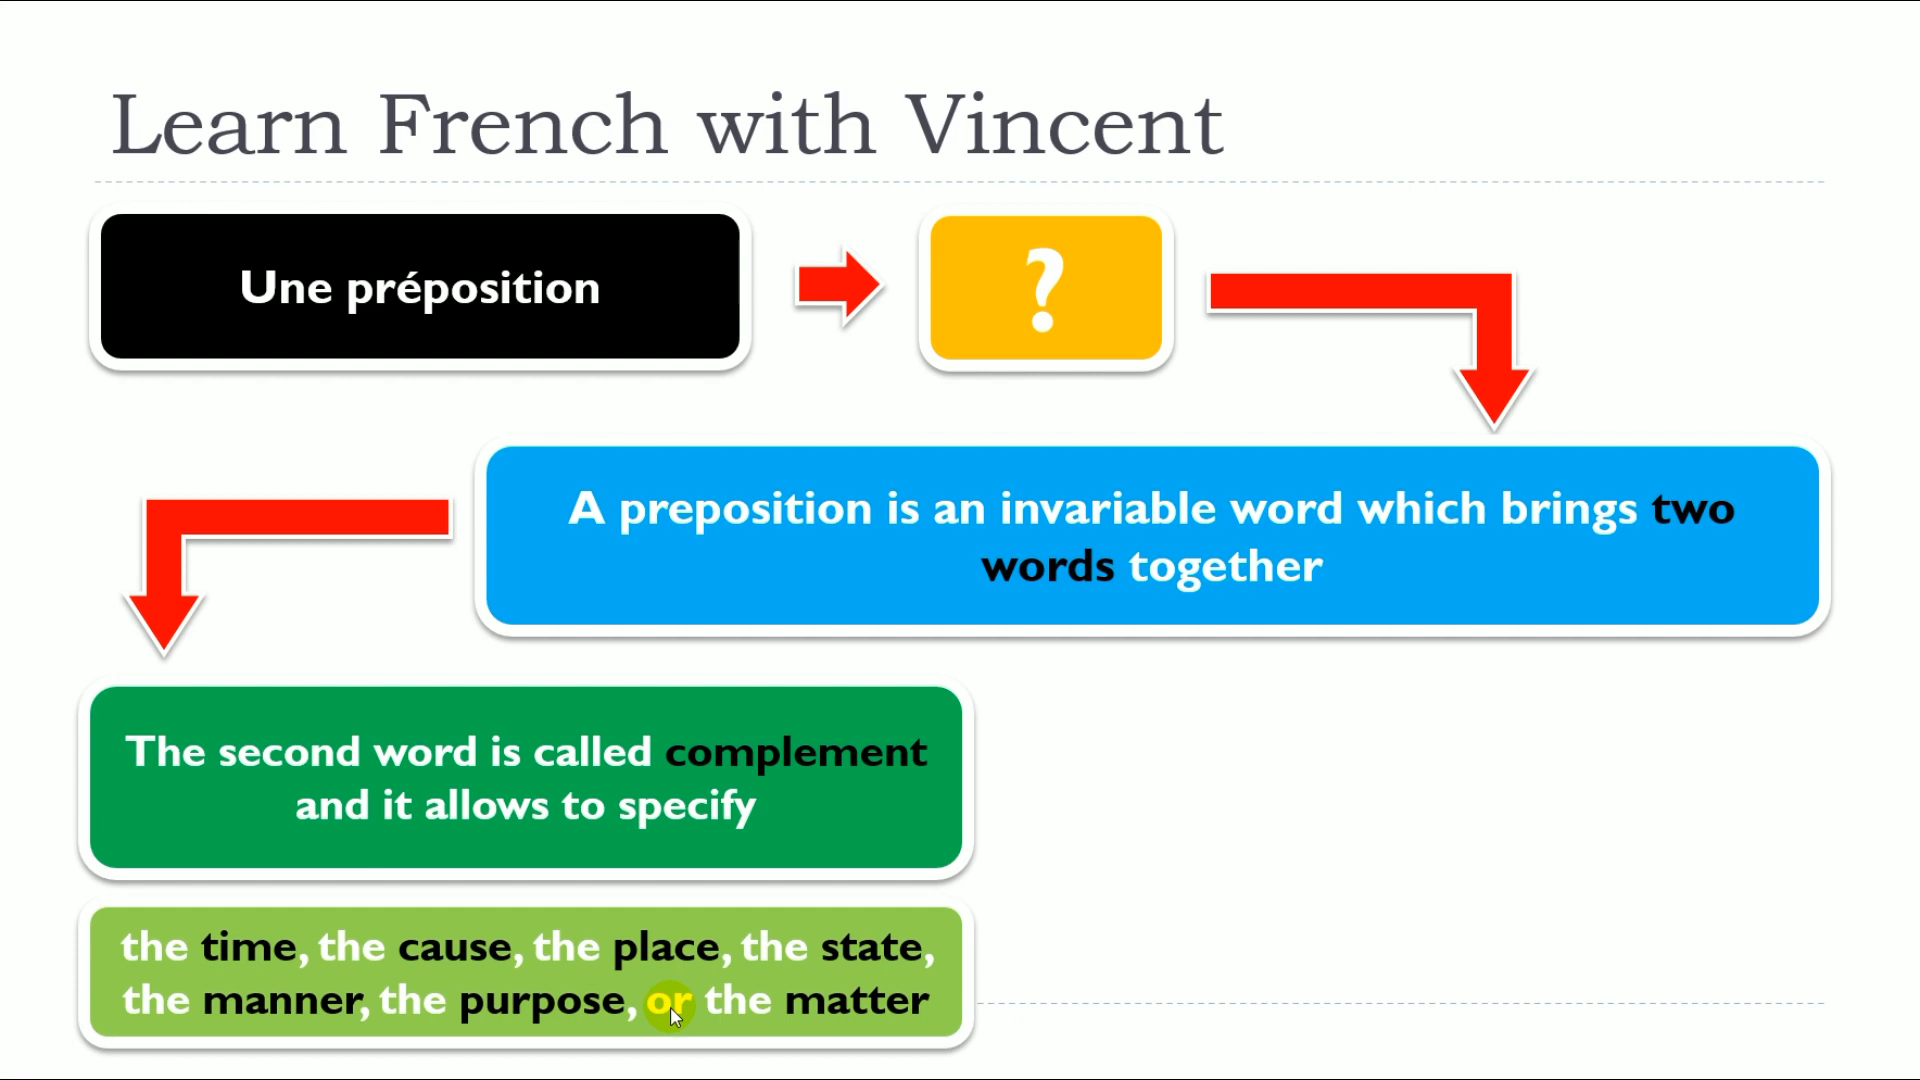 Learn French with Vincent
Une préposition
?
A preposition is an invariable word which brings two
words together
The second word is called complement
and it allows to specify
the time, the cause, the place, the state,
the manner, the purpose, or the matter